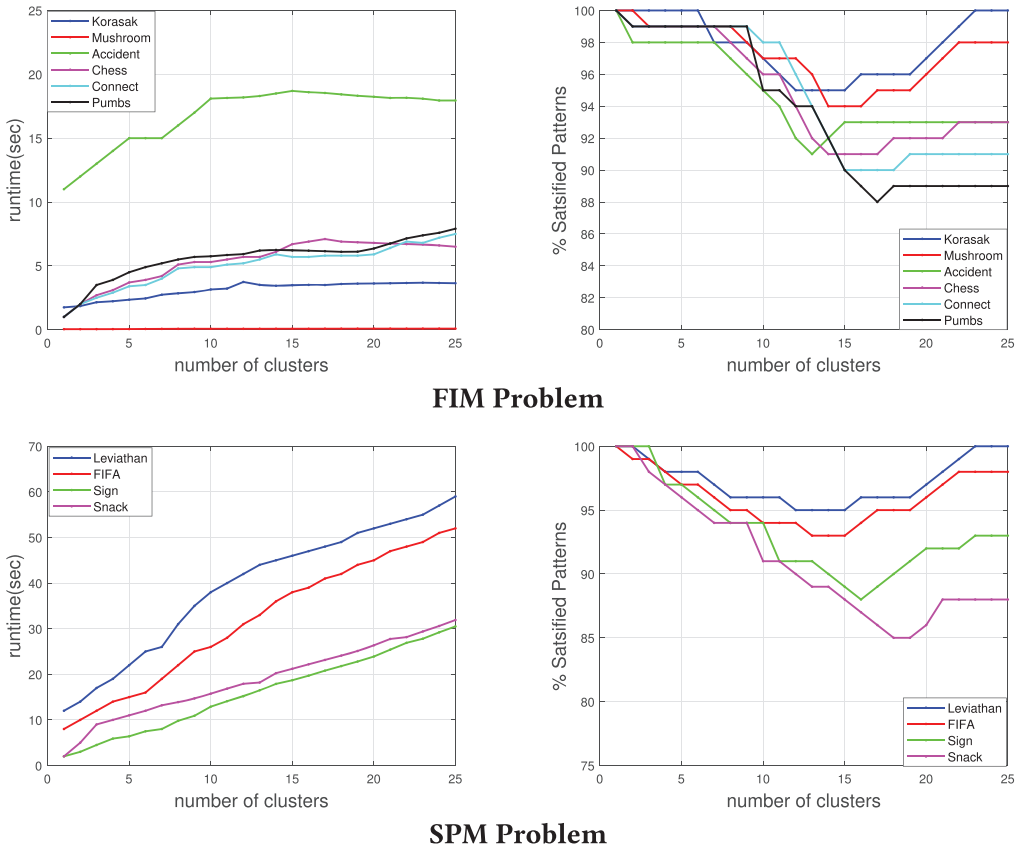 25
20
15
10
5
0
runtime(sec)
0 5 10 15 20 25
number of clusters
Korasak
Mushroom
Accident
Chess
Connect
Pumbs
100
98
96
94
92
90
88
86
84
82
80
% Satsified Patterns
0 5 10 15 20 25
number of clusters
Korasak
Mushroom
Accident
Chess
Connect
Pumbs
FIM Problem
70
60
50
40
30
20
10
0
runtime(sec)
0 5 10 15 20 25
number of clusters
Leviathan
FIFA
Sign
Snack
100
95
90
85
80
75
% Satsified Patterns
0 5 10 15 20 25
number of clusters
Leviathan
FIFA
Sign
Snack
SPM Problem